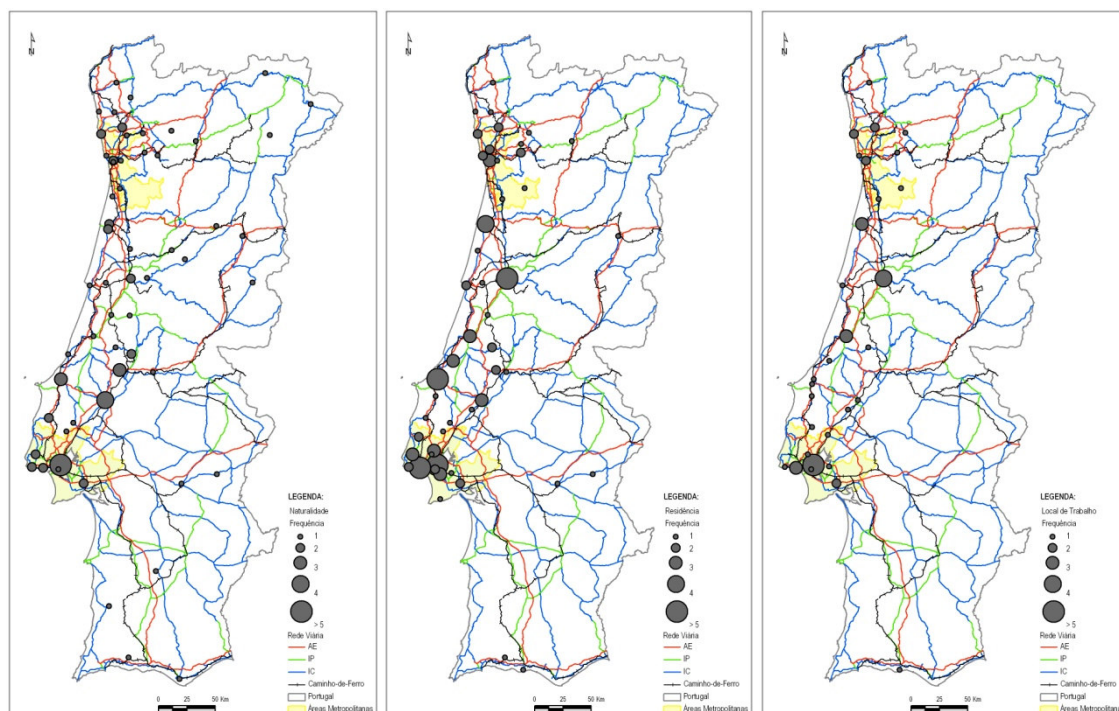 N
LEGENDA:
Naturalidade
Frequência
1
2
3
4
> 5
Rede Viária
AE
IP
IC
Caminho-de-Ferro
Portugal
Áreas Metropolitanas
0 25 50 Km
N
LEGENDA:
Residência
Frequência
1
2
3
4
> 5
Rede Viária
AE
IP
IC
Caminho-de-Ferro
Portugal
Áreas Metropolitanas
0 25 50 Km
N
LEGENDA:
Local de Trabalho
Frequência
1
2
3
4
> 5
Rede Viária
AE
IP
IC
Caminho-de-Ferro
Portugal
Áreas Metropolitanas
0 25 50 Km